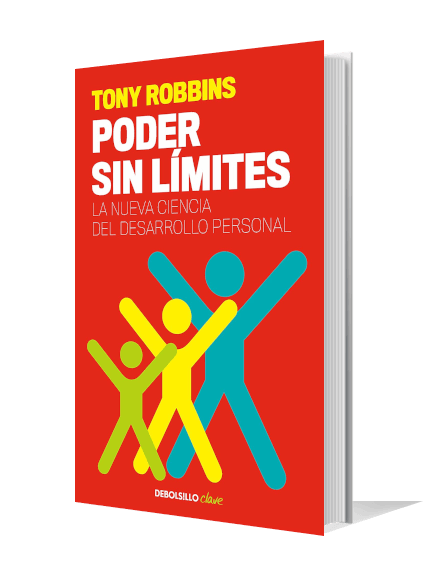 TONY ROBBINS
PODER
SIN LÍMITES
LA NUEVA CIENCIA
DEL DESARROLLO PERSONAL
DEBOLSILLO clave